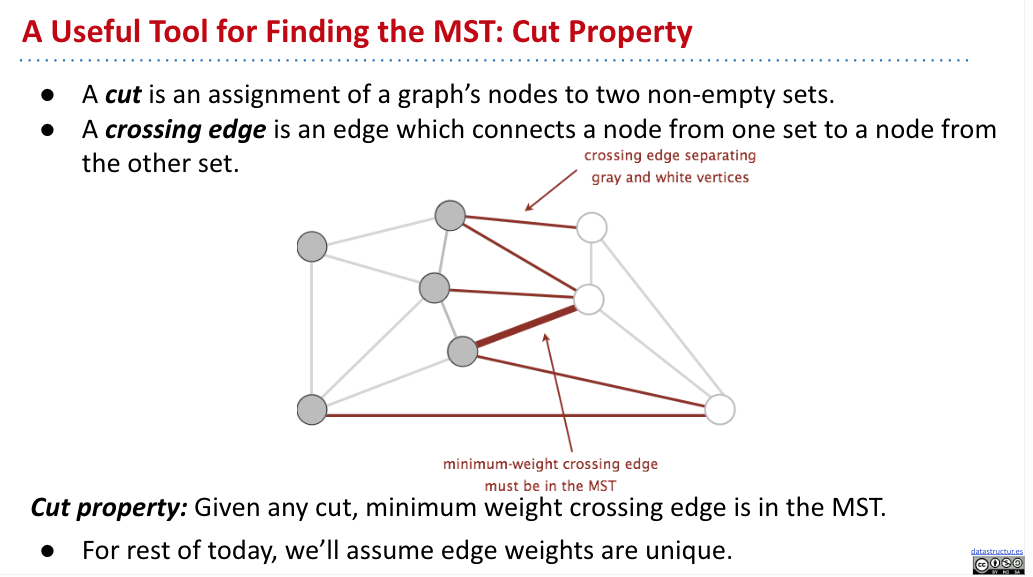 A Useful Tool for Finding the MST: Cut Property
● A cut is an assignment of a graph’s nodes to two non-empty sets.
● A crossing edge is an edge which connects a node from one set to a node from
the other set.
crossing edge separating
gray and white vertices
minimum-weight crossing edge
must be in the MST
Cut property: Given any cut, minimum weight crossing edge is in the MST.
● For rest of today, we’ll assume edge weights are unique.
datastructur.es
CC
BY NC SA